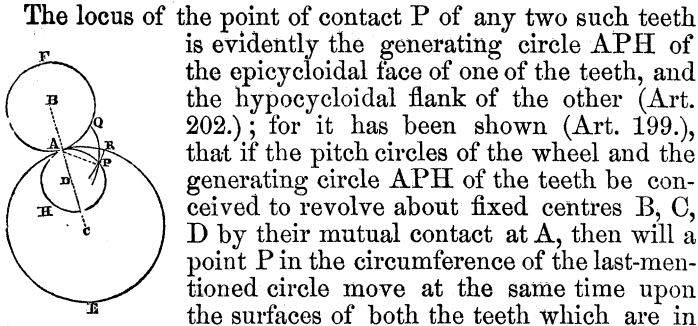 The locus of the point of contact P of any two such teeth
is evidently the generating circle APH of
the epicycloidal face of one of the teeth, and
the hypocycloidal flank of the other (Art.
202.); for it has been shown (Art. 199.),
that if the pitch circles of the wheel and the
generating circle APH of the teeth be con-
ceived to revolve about fixed centres B, C,
D by their mutual contact at A, then will a
point P in the circumference of the last-men-
tioned circle move at the same time upon
the surfaces of both the teeth which are in
F
B
Q
A
R
P
D
H
C
E